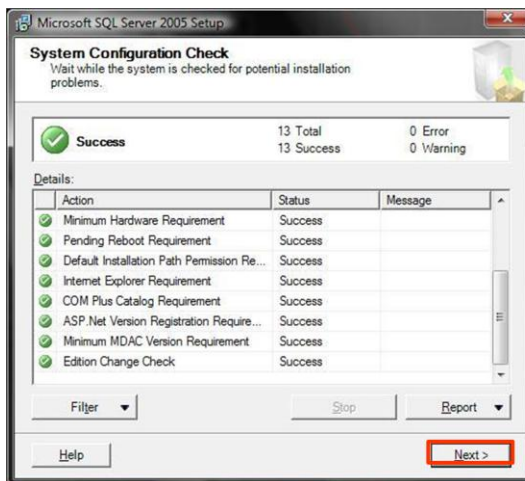 Microsoft SQL Server 2005 Setup
System Configuration Check
Wait while the system is checked for potential installation
problems.
Success
13 Total
0 Error
13 Success
0 Warning
Details:
Action Status Message
Minimum Hardware Requirement Success
Pending Reboot Requirement Success
Default Installation Path Permission Re... Success
Internet Explorer Requirement Success
COM Plus Catalog Requirement Success
ASP.Net Version Registration Require... Success
Minimum MDAC Version Requirement Success
Edition Change Check Success
Filter Stop Report
Help Next >